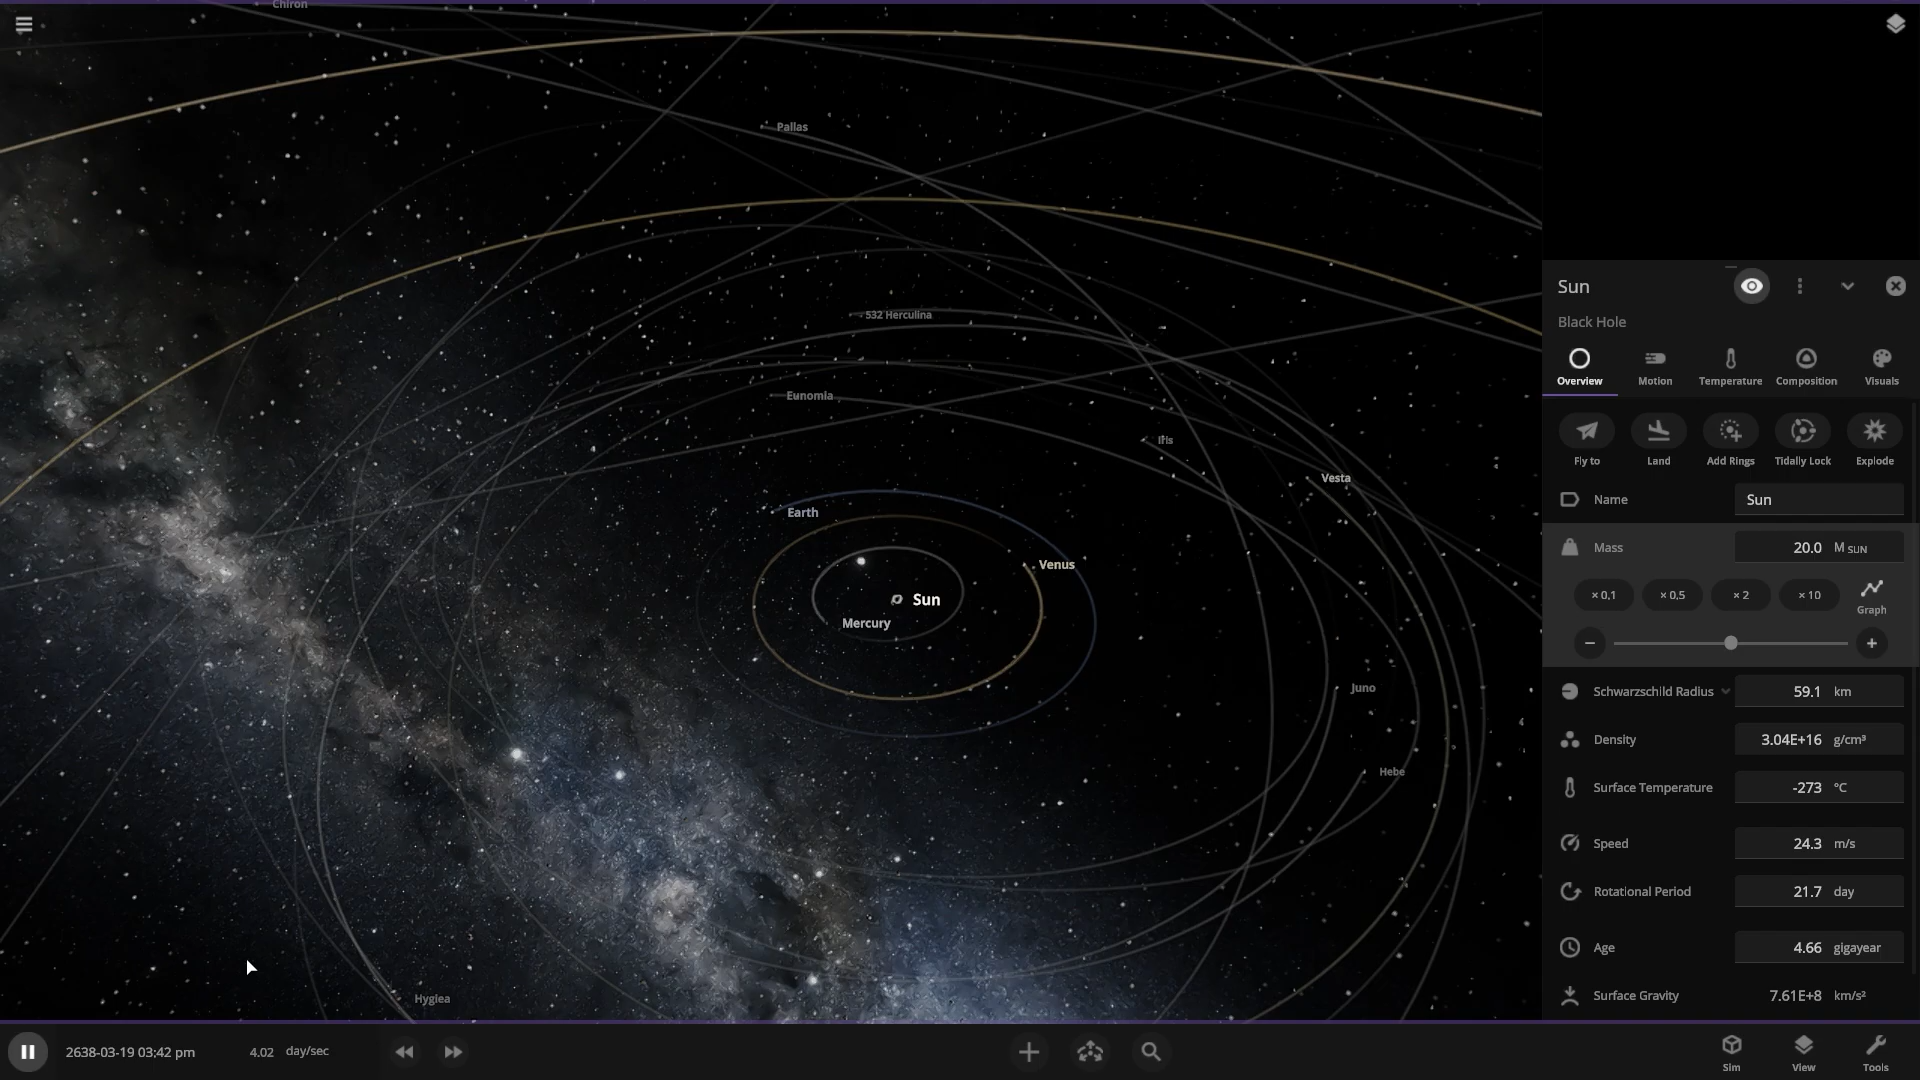 Chiron
Pallas
532 Herculina
Eunomia
Iris
Vesta
Earth
Venus
Sun
Mercury
Juno
Hebe
Hygiea
Sun
Black Hole
Overview Motion Temperature Composition Visuals
Fly to Land Add Rings Tidally Lock Explode
Name Sun
Mass 20.0 M SUN
× 0.1 × 0.5 × 2 × 10 Graph
Schwarzschild Radius 59.1 km
Density 3.04E+16 g/cm³
Surface Temperature -273 °C
Speed 24.3 m/s
Rotational Period 21.7 day
Age 4.66 gigayear
Surface Gravity 7.61E+8 km/s²
2638-03-19 03:42 pm 4.02 day/sec
Sim View Tools